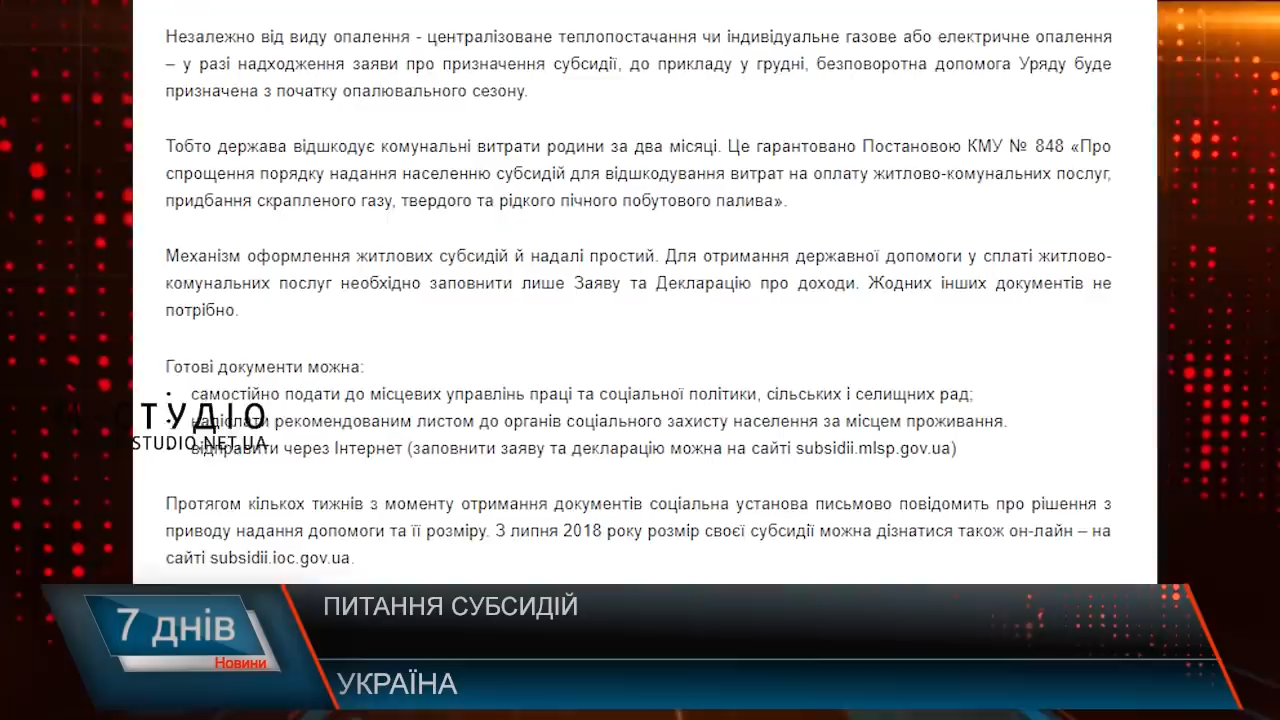 Незалежно від виду опалення - централізоване теплопостачання чи індивідуальне газове або електричне опалення
– у разі надходження заяви про призначення субсидії, до прикладу у грудні, безповоротна допомога Уряду буде
призначена з початку опалювального сезону.
Тобто держава відшкодує комунальні витрати родини за два місяці. Це гарантовано Постановою КМУ № 848 «Про
спрощення порядку надання населенню субсидій для відшкодування витрат на оплату житлово-комунальних послуг,
придбання скрапленого газу, твердого та рідкого пічного побутового палива».
Механізм оформлення житлових субсидій й надалі простий. Для отримання державної допомоги у сплаті житлово-
комунальних послуг необхідно заповнити лише Заяву та Декларацію про доходи. Жодних інших документів не
потрібно.
Готові документи можна:
самостійно подати до місцевих управлінь праці та соціальної політики, сільських і селищних рад;
надіслати рекомендованим листом до органів соціального захисту населення за місцем проживання.
відправити через Інтернет (заповнити заяву та декларацію можна на сайті subsidii.mlsp.gov.ua)
СТУДІО
STUDIO.NET.UA
Протягом кількох тижнів з моменту отримання документів соціальна установа письмово повідомить про рішення з
приводу надання допомоги та її розміру. З липня 2018 року розмір своєї субсидії можна дізнатися також он-лайн – на
сайті subsidii.ioc.gov.ua.
7 днів
Новини
ПИТАННЯ СУБСИДІЙ
УКРАЇНА